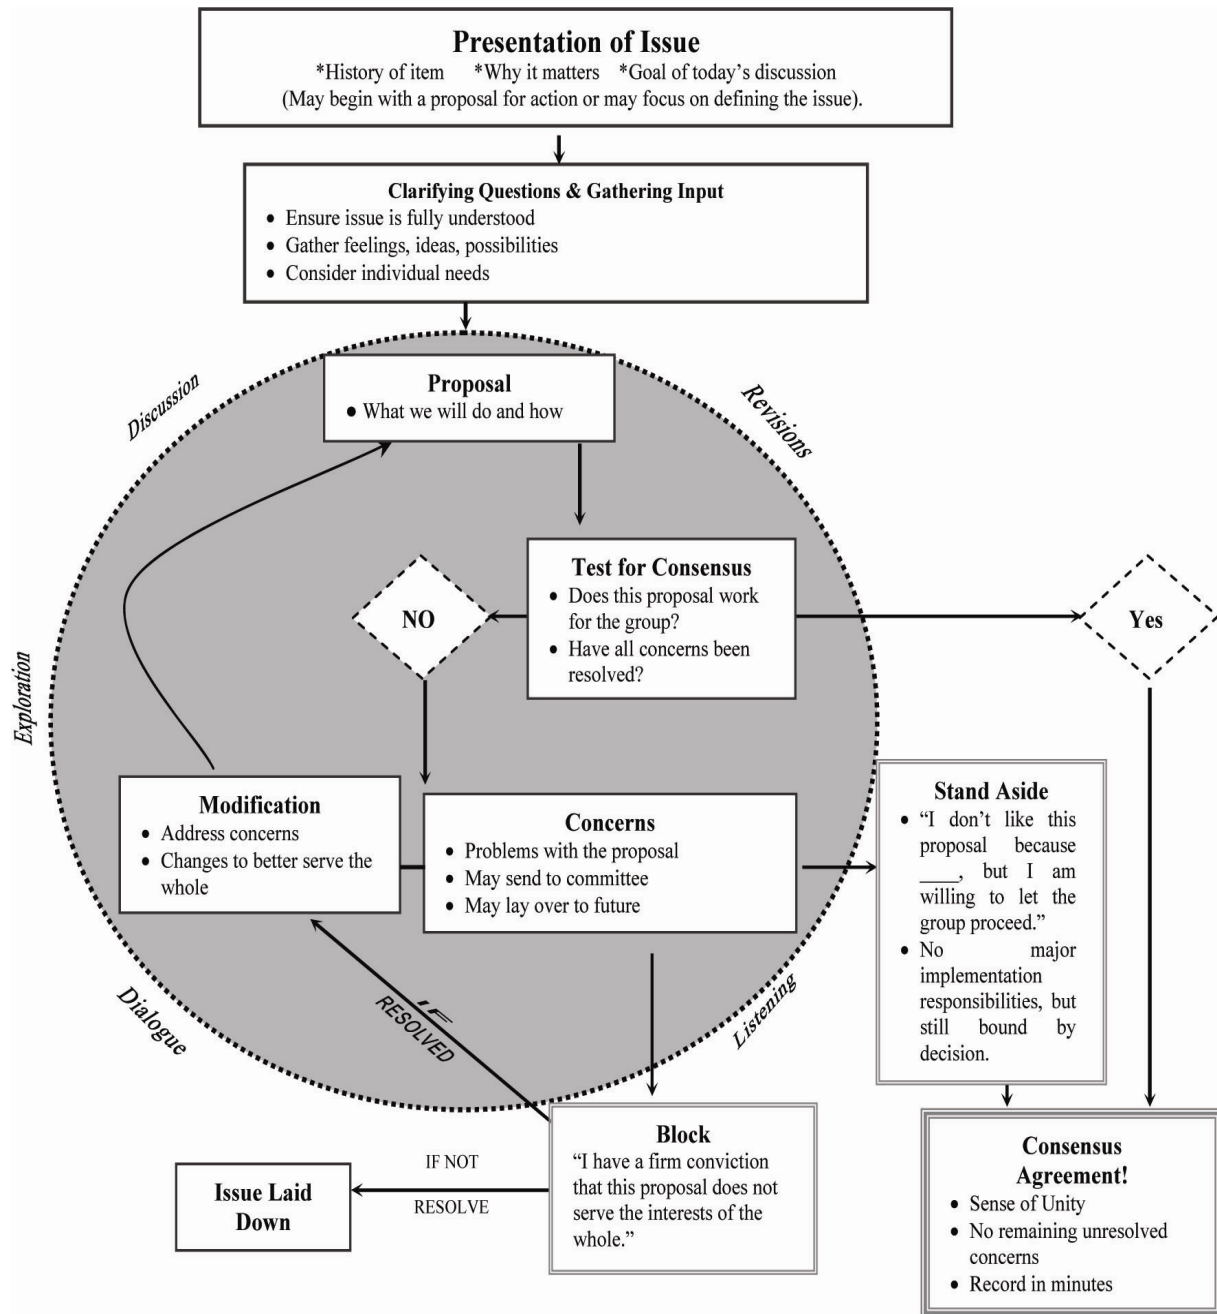 Presentation of Issue
*History of item *Why it matters *Goal of today's discussion
(May begin with a proposal for action or may focus on defining the issue).
Clarifying Questions & Gathering Input
• Ensure issue is fully understood
• Gather feelings, ideas, possibilities
• Consider individual needs
Discussion
Revisions
Proposal
• What we will do and how
Test for Consensus
• Does this proposal work
for the group?
• Have all concerns been
resolved?
NO
Yes
Exploration
Modification
• Address concerns
• Changes to better serve the
whole
Concerns
• Problems with the proposal
• May send to committee
• May lay over to future
Stand Aside
• “I don’t like this
proposal because
____, but I am
willing to let the
group proceed.”
• No major
implementation
responsibilities, but
still bound by
decision.
Dialogue
IF
RESOLVED
Listening
Block
“I have a firm conviction
that this proposal does not
serve the interests of the
whole.”
IF NOT
RESOLVE
Issue Laid
Down
Consensus
Agreement!
• Sense of Unity
• No remaining unresolved
concerns
• Record in minutes